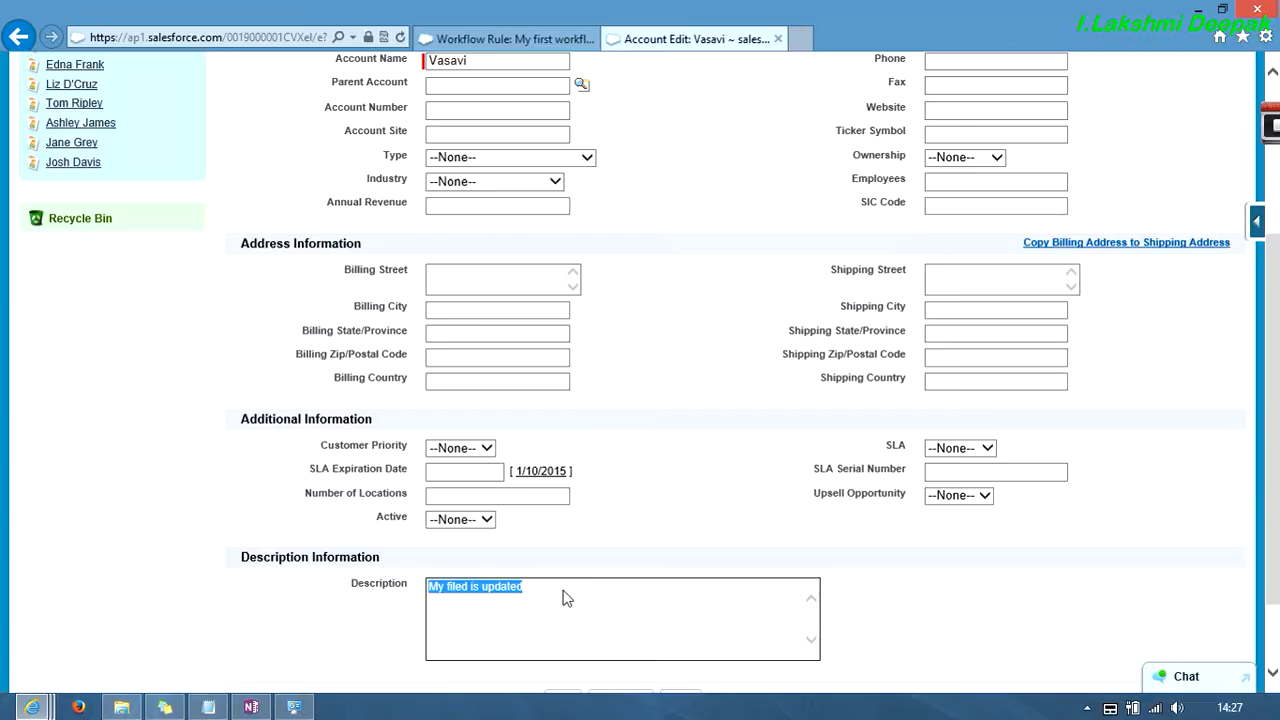 I.Lakshmi Deepak
https://ap1.salesforce.com/0019000001CVXel/e?
Workflow Rule: My first workfl...
Account Edit: Vasavi ~ sales...
Edna Frank
Liz D'Cruz
Tom Ripley
Ashley James
Jane Grey
Josh Davis
Recycle Bin
Account Name Vasavi Phone
Parent Account Fax
Account Number Website
Account Site Ticker Symbol
Type --None-- Ownership --None--
Industry --None-- Employees
Annual Revenue SIC Code
Address Information Copy Billing Address to Shipping Address
Billing Street Shipping Street
Billing City Shipping City
Billing State/Province Shipping State/Province
Billing Zip/Postal Code Shipping Zip/Postal Code
Billing Country Shipping Country
Additional Information
Customer Priority --None-- SLA --None--
SLA Expiration Date [ 1/10/2015 ] SLA Serial Number
Number of Locations Upsell Opportunity --None--
Active --None--
Description Information
Description My filed is updated
Chat
14:27